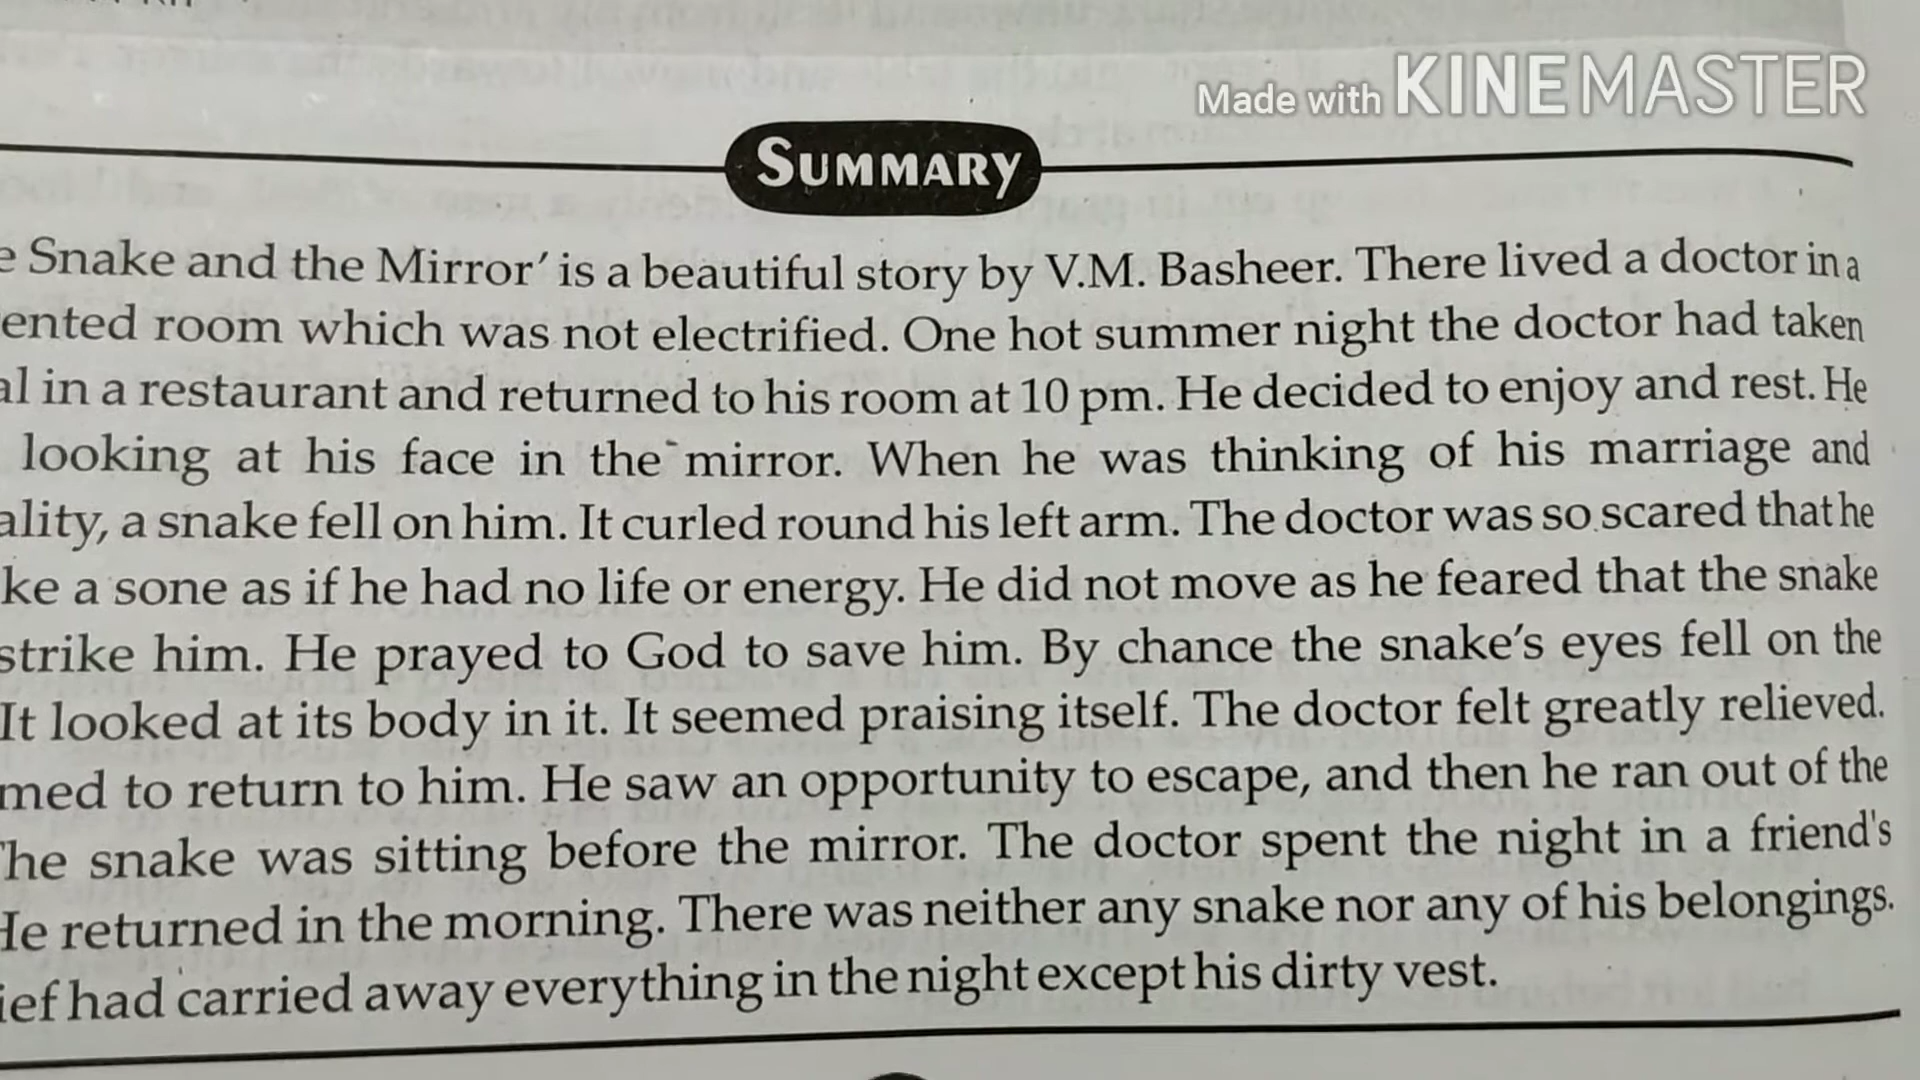 Made with KINEMASTER
SUMMARY
e Snake and the Mirror' is a beautiful story by V.M. Basheer. There lived a doctor in a
ented room which was not electrified. One hot summer night the doctor had taken
al in a restaurant and returned to his room at 10 pm. He decided to enjoy and rest. He
looking at his face in the mirror. When he was thinking of his marriage and
ality, a snake fell on him. It curled round his left arm. The doctor was so scared that he
ke a sone as if he had no life or energy. He did not move as he feared that the snake
strike him. He prayed to God to save him. By chance the snake's eyes fell on the
It looked at its body in it. It seemed praising itself. The doctor felt greatly relieved.
med to return to him. He saw an opportunity to escape, and then he ran out of the
The snake was sitting before the mirror. The doctor spent the night in a friend's
He returned in the morning. There was neither any snake nor any of his belongings.
ief had carried away everything in the night except his dirty vest.